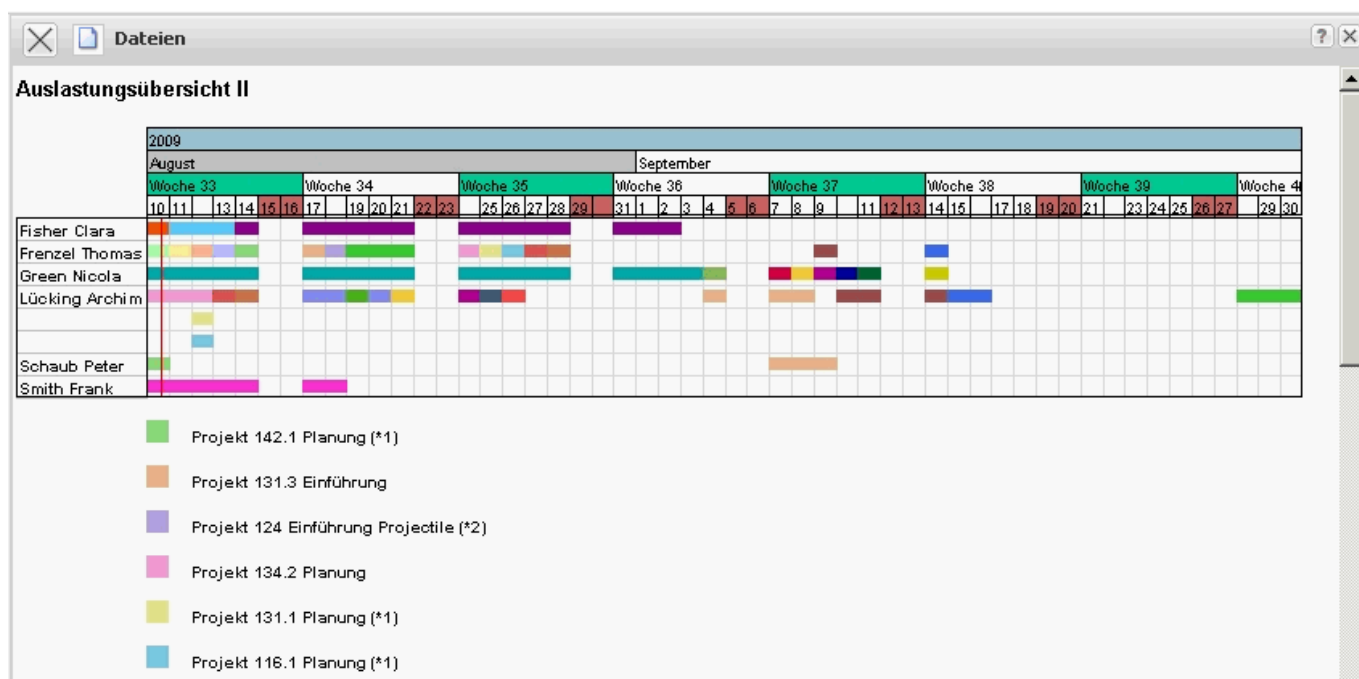 Dateien
?
Auslastungsübersicht II
2009
August September
Woche 33 Woche 34 Woche 35 Woche 36 Woche 37 Woche 38 Woche 39 Woche
10 11 13 14 15 16 17 19 20 21 22 23 25 26 27 28 29 31 1 2 3 4 5 6 7 8 9 11 12 13 14 15 17 18 19 20 21 23 24 25 26 27 29 30
Fisher Clara
Frenzel Thomas
Green Nicola
Lücking Archim
Schaub Peter
Smith Frank
Projekt 142.1 Planung (*1)
Projekt 131.3 Einführung
Projekt 124 Einführung Projectile (*2)
Projekt 134.2 Planung
Projekt 131.1 Planung (*1)
Projekt 116.1 Planung (*1)